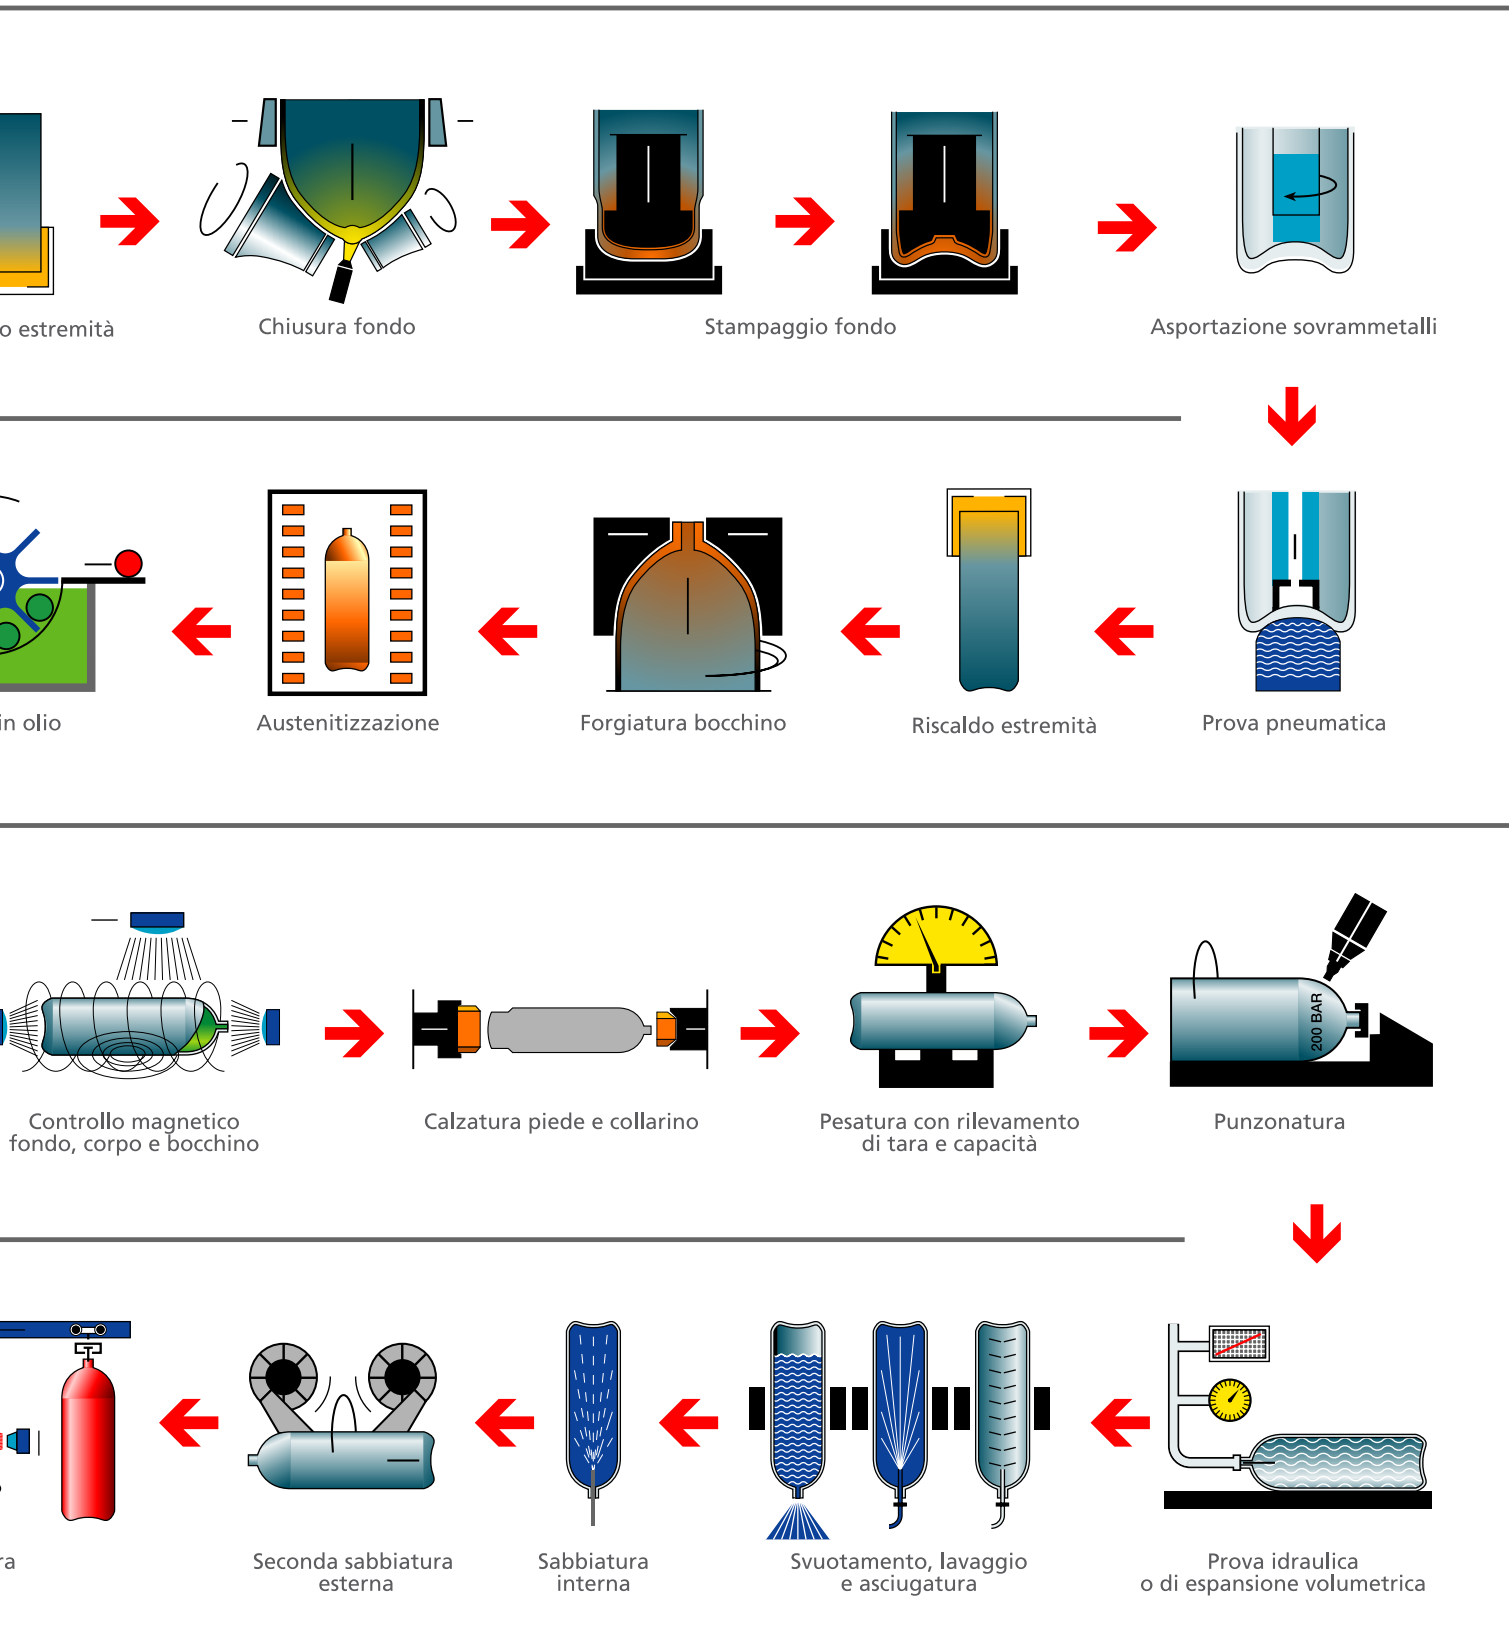 o estremità
Chiusura fondo
Stampaggio fondo
Asportazione sovrammetalli
in olio
Austenitizzazione
Forgiatura bocchino
Riscaldo estremità
Prova pneumatica
200 BAR
Controllo magnetico
fondo, corpo e bocchino
Calzatura piede e collarino
Pesatura con rilevamento
di tara e capacità
Punzonatura
ra
Seconda sabbiatura
esterna
Sabbiatura
interna
Svuotamento, lavaggio
e asciugatura
Prova idraulica
o di espansione volumetrica